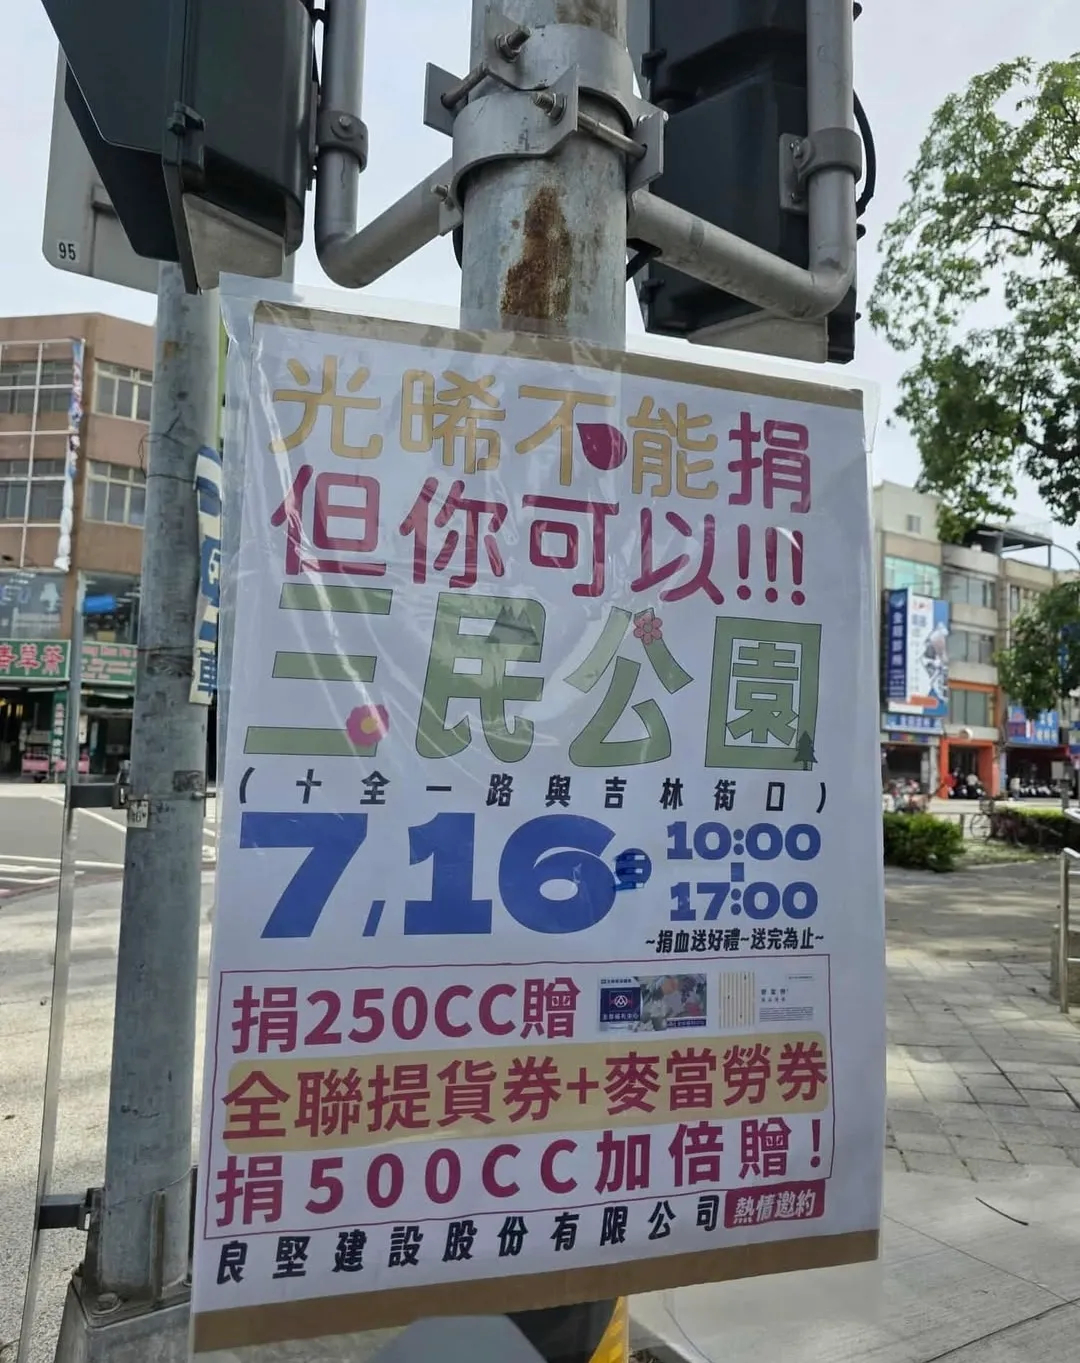 95
光晞不能捐
但你可以!!!
三民公園
(十全一路與吉林街口)
7/16
10:00
17:00
~捐血送好禮~送完為止~
捐250CC贈
全聯提貨券+麥當勞券
捐500CC加倍贈!
良堅建設股份有限公司 熱情邀約
香草茶